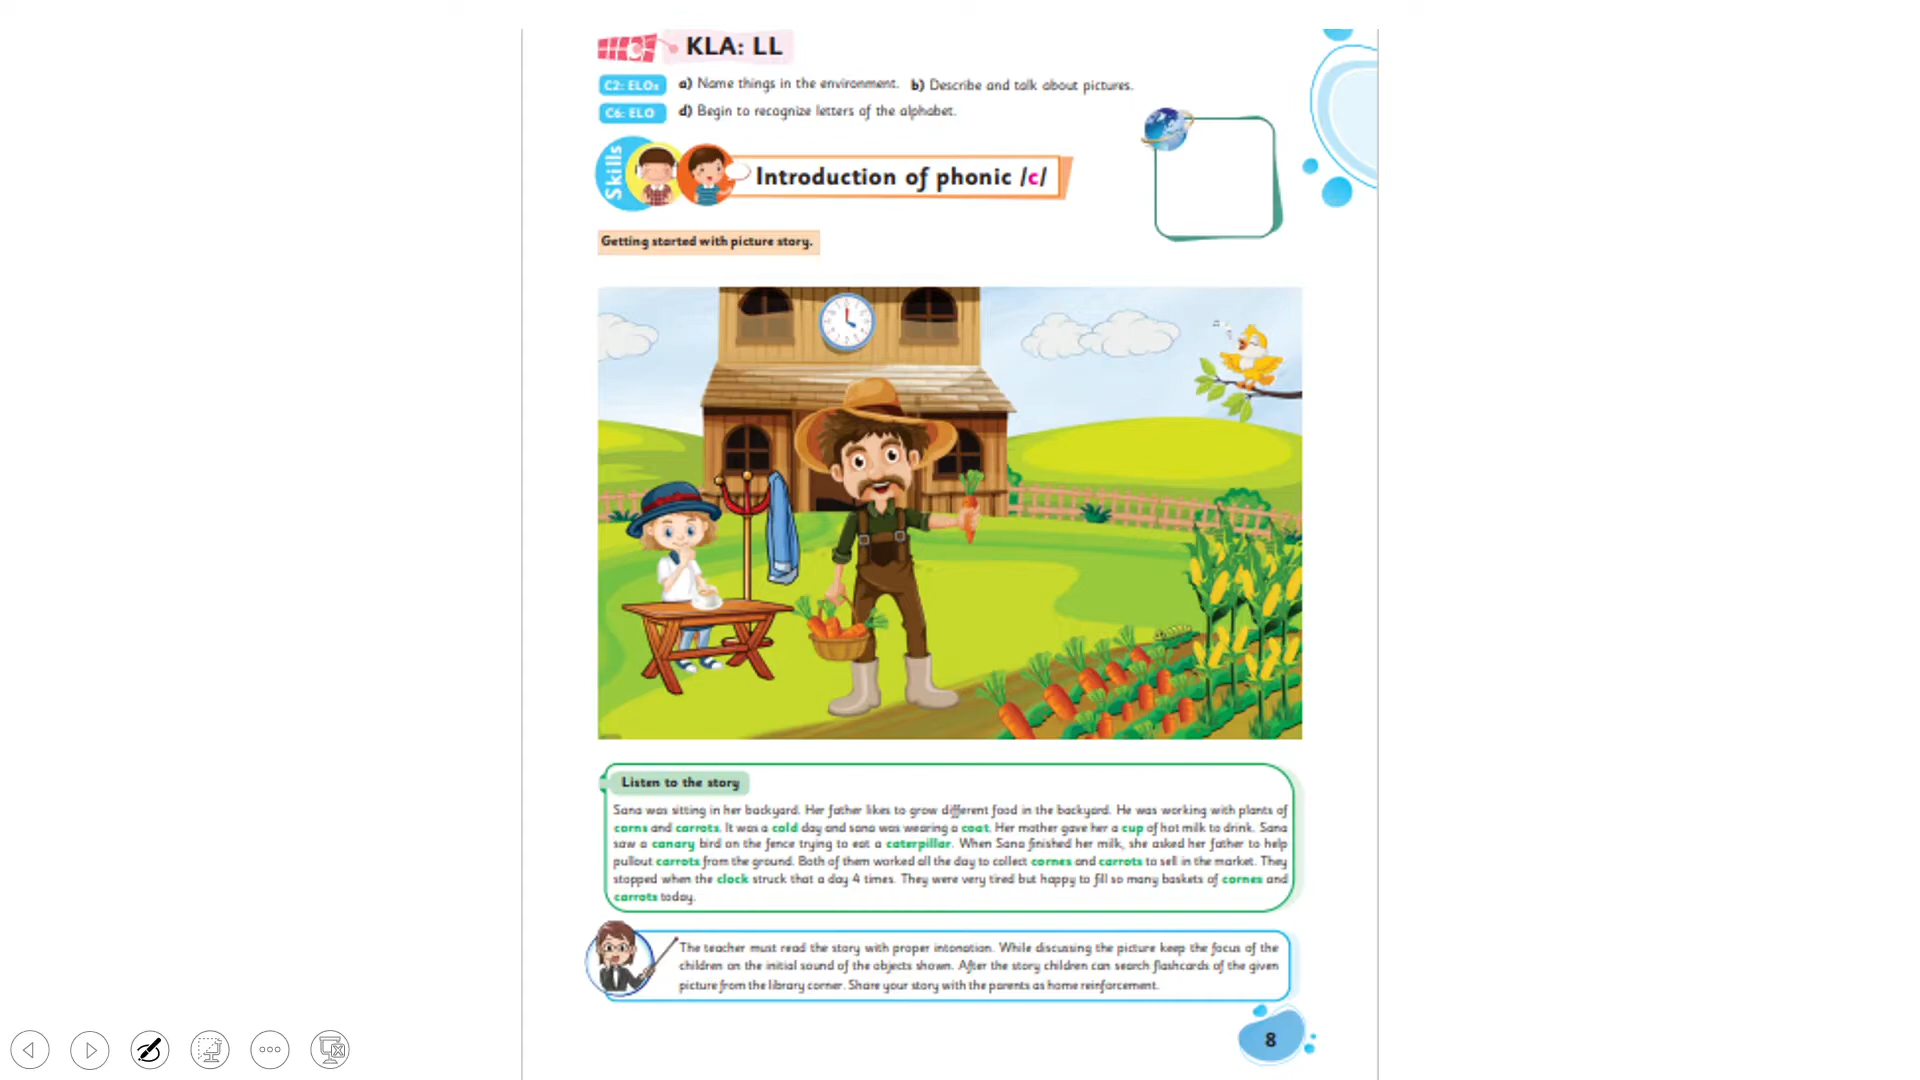 KLA: LL
C2: ELOs a) Name things in the environment. b) Describe and talk about pictures.
C6: ELO d) Begin to recognize letters of the alphabet.
Skills
Introduction of phonic /c/
Getting started with picture story.
Listen to the story
Sana was sitting in her backyard. Her father likes to grow different food in the backyard. He was working with plants of
corns and carrots. It was a cold day and sana was wearing a coat. Her mother gave her a cup of hot milk to drink. Sana
saw a canary bird on the fence trying to eat a caterpillar. When Sana finished her milk, she asked her father to help
pullout carrots from the ground. Both of them worked all the day to collect cornes and carrots to sell in the market. They
stopped when the clock struck that a day 4 times. They were very tired but happy to fill so many baskets of cornes and
carrots today.
The teacher must read the story with proper intonation. While discussing the picture keep the focus of the
children on the initial sound of the objects shown. After the story children can search flashcards of the given
picture from the library corner. Share your story with the parents as home reinforcement.
8